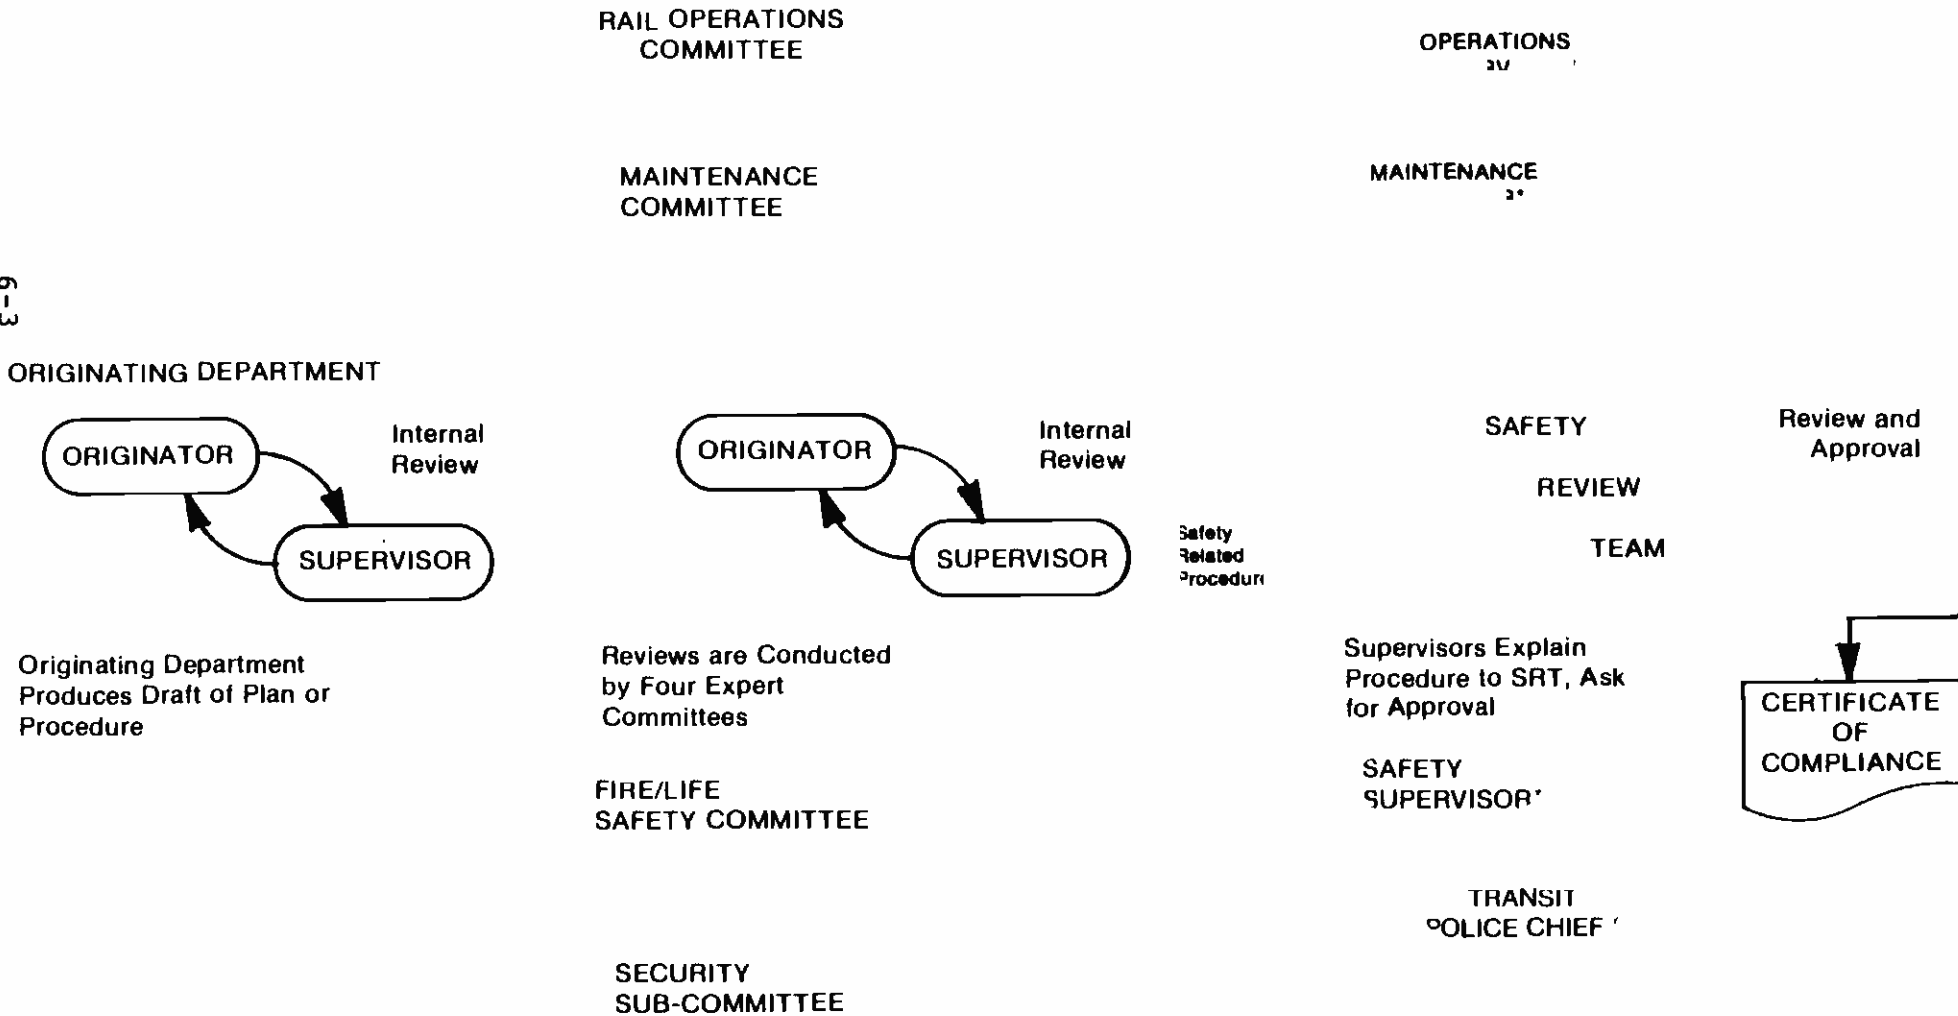 RAIL OPERATIONS
COMMITTEE
OPERATIONS
MAINTENANCE
COMMITTEE
MAINTENANCE
6-3
ORIGINATING DEPARTMENT
ORIGINATOR
Internal
Review
SUPERVISOR
Originating Department
Produces Draft of Plan or
Procedure
ORIGINATOR
Internal
Review
SUPERVISOR
Safety
Related
Reviews are Conducted
by Four Expert
Committees
FIRE/LIFE
SAFETY COMMITTEE
SECURITY
SUB-COMMITTEE
SAFETY
REVIEW
TEAM
Review and
Approval
Supervisors Explain
Procedure to SRT, Ask
for Approval
SAFETY
SUPERVISOR*
TRANSIT
POLICE CHIEF
CERTIFICATE
OF
COMPLIANCE